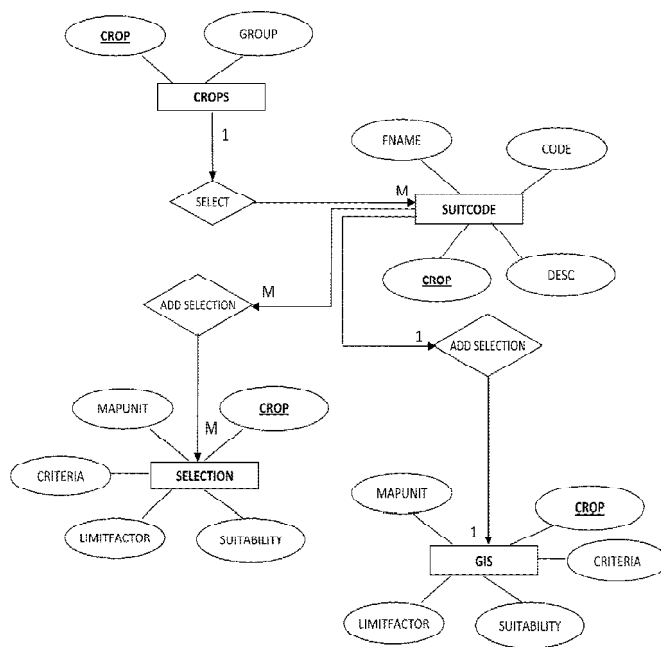 CROP
GROUP
CROPS
1
FNAME
CODE
SELECT
M
SUITCODE
CROP
DESC
M
ADD SELECTION
1
ADD SELECTION
MAPUNIT
CROP
M
CRITERIA
SELECTION
LIMITFACTOR
SUITABILITY
MAPUNIT
CROP
1
GIS
CRITERIA
LIMITFACTOR
SUITABILITY